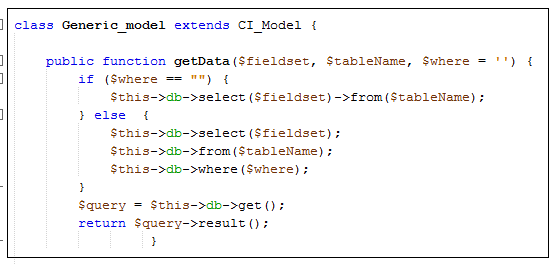 class Generic_model extends CI_Model {
public function getData($fieldset, $tableName, $where = '') {
if ($where == "") {
$this->db->select($fieldset)->from($tableName);
} else  {
$this->db->select($fieldset);
$this->db->from($tableName);
$this->db->where($where);
}
$query = $this->db->get();
return $query->result();
}